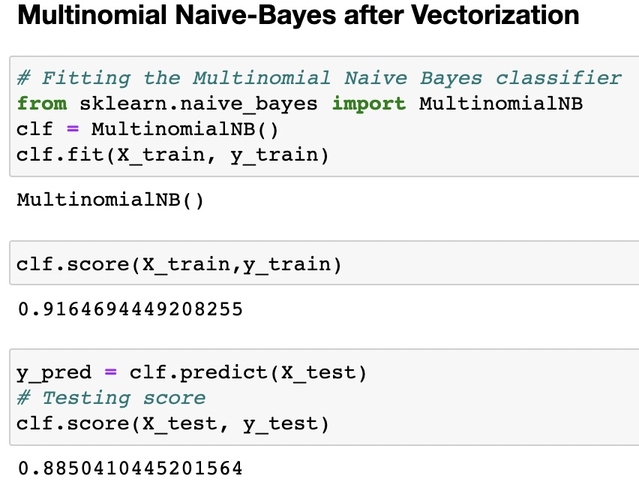 Multinomial Naive-Bayes after Vectorization
# Fitting the Multinomial Naive Bayes classifier
from sklearn.naive_bayes import MultinomialNB
clf = MultinomialNB()
clf.fit(X_train, y_train)
MultinomialNB()
clf.score(X_train,y_train)
0.9164694449208255
y_pred = clf.predict(X_test)
# Testing score
clf.score(X_test, y_test)
0.8850410445201564